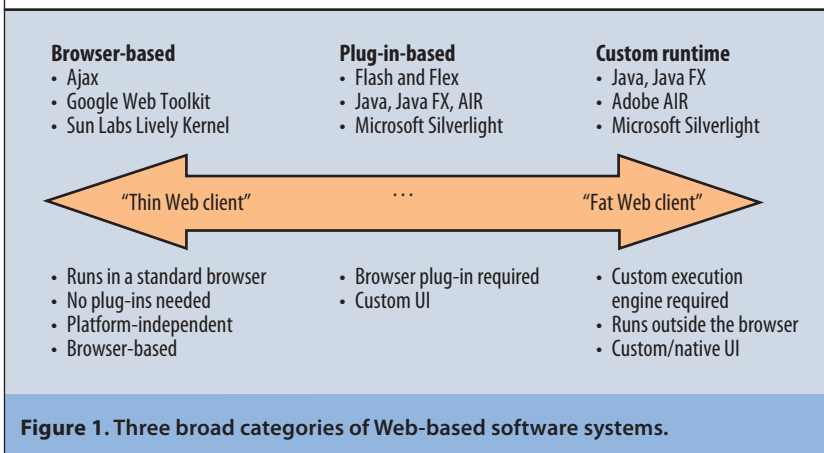 Browser-based
• Ajax
• Google Web Toolkit
• Sun Labs Lively Kernel
Plug-in-based
• Flash and Flex
• Java, Java FX, AIR
• Microsoft Silverlight
Custom runtime
• Java, Java FX
• Adobe AIR
• Microsoft Silverlight
“Thin Web client”
...
“Fat Web client”
• Runs in a standard browser
• No plug-ins needed
• Platform-independent
• Browser-based
• Browser plug-in required
• Custom UI
• Custom execution
engine required
• Runs outside the browser
• Custom/native UI
Figure 1. Three broad categories of Web-based software systems.